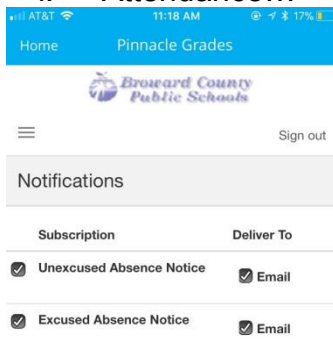 AT&T 11:18 AM 17%
Home Pinnacle Grades
Broward County
Public Schools
Sign out
Notifications
Subscription Deliver To
Unexcused Absence Notice Email
Excused Absence Notice Email